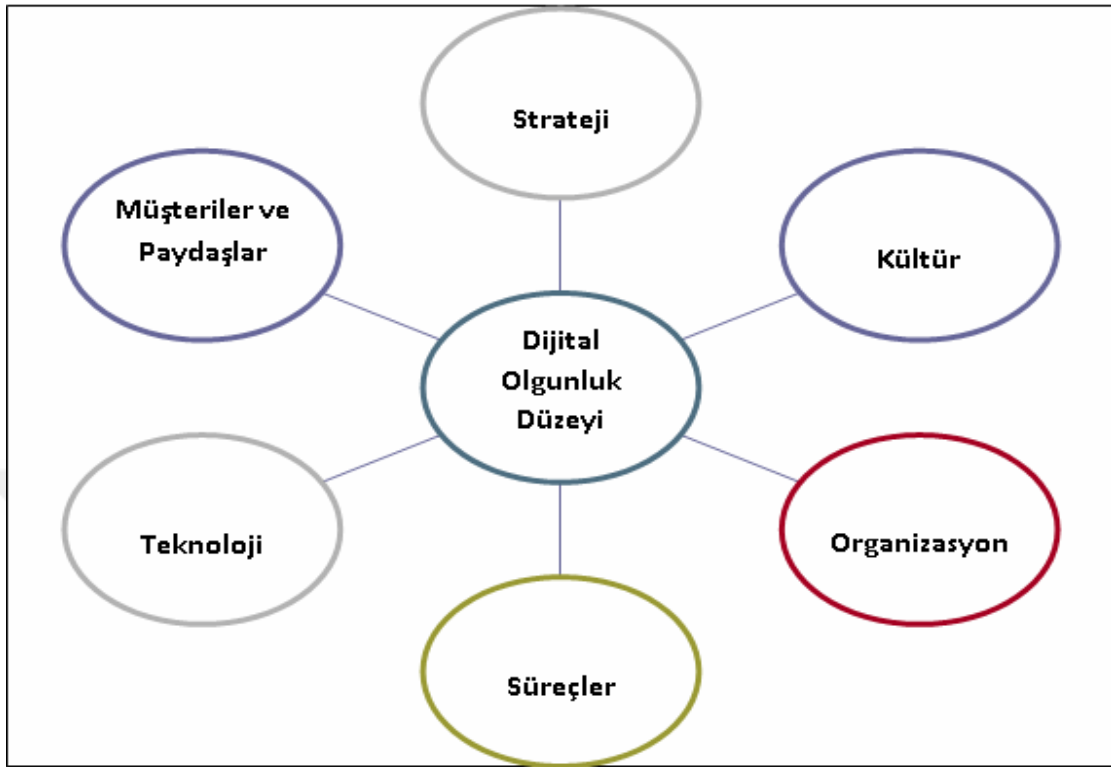 Strateji
Müşteriler ve
Paydaşlar
Kültür
Dijital
Olgunluk
Düzeyi
Teknoloji
Organizasyon
Süreçler